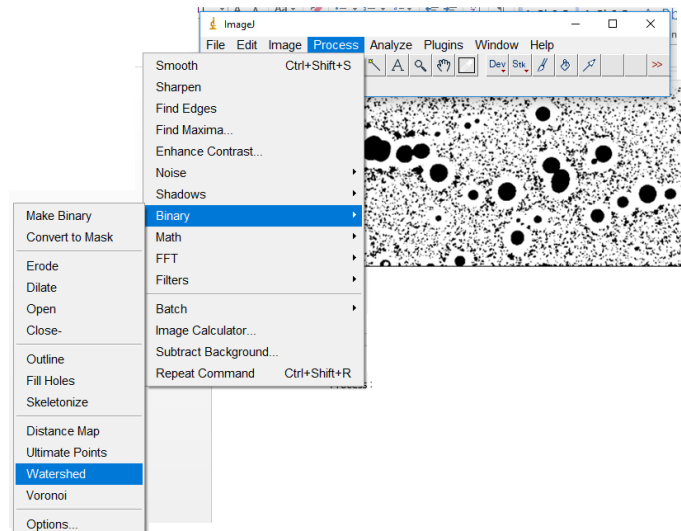 ImageJ
File Edit Image Process Analyze Plugins Window Help
A Dev Stk >>
Smooth Ctrl+Shift+S
Sharpen
Find Edges
Find Maxima...
Enhance Contrast...
Noise
Shadows
Binary
Math
FFT
Filters
Batch
Image Calculator...
Subtract Background...
Repeat Command Ctrl+Shift+R
Make Binary
Convert to Mask
Erode
Dilate
Open
Close-
Outline
Fill Holes
Skeletonize
Distance Map
Ultimate Points
Watershed
Voronoi
Options...
Process :